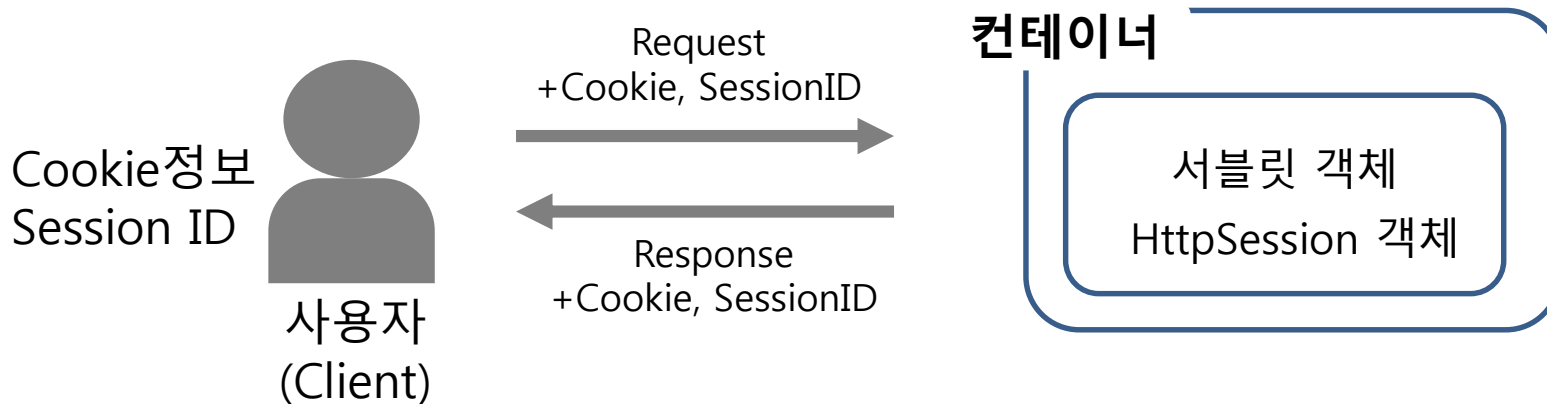 Cookie정보
Session ID
사용자
(Client)
Request
+Cookie, SessionID
Response
+Cookie, SessionID
컨테이너
서블릿 객체
HttpSession 객체